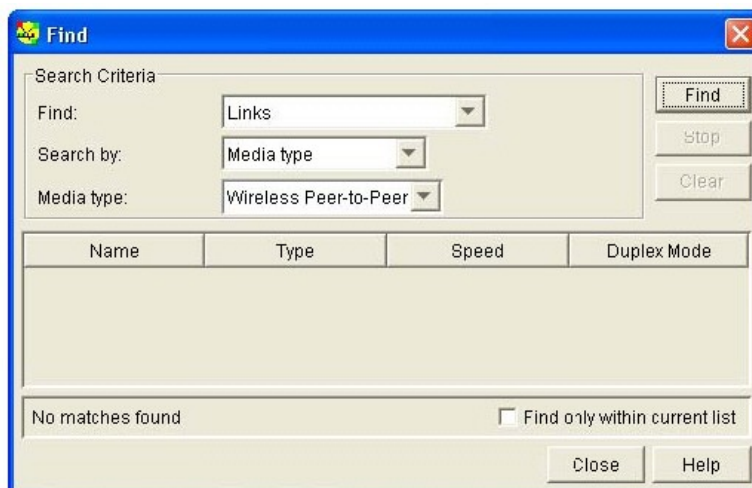 Find
Search Criteria
Find: Links
Search by: Media type
Media type: Wireless Peer-to-Peer
Find
Stop
Clear
Name Type Speed Duplex Mode
No matches found Find only within current list
Close Help